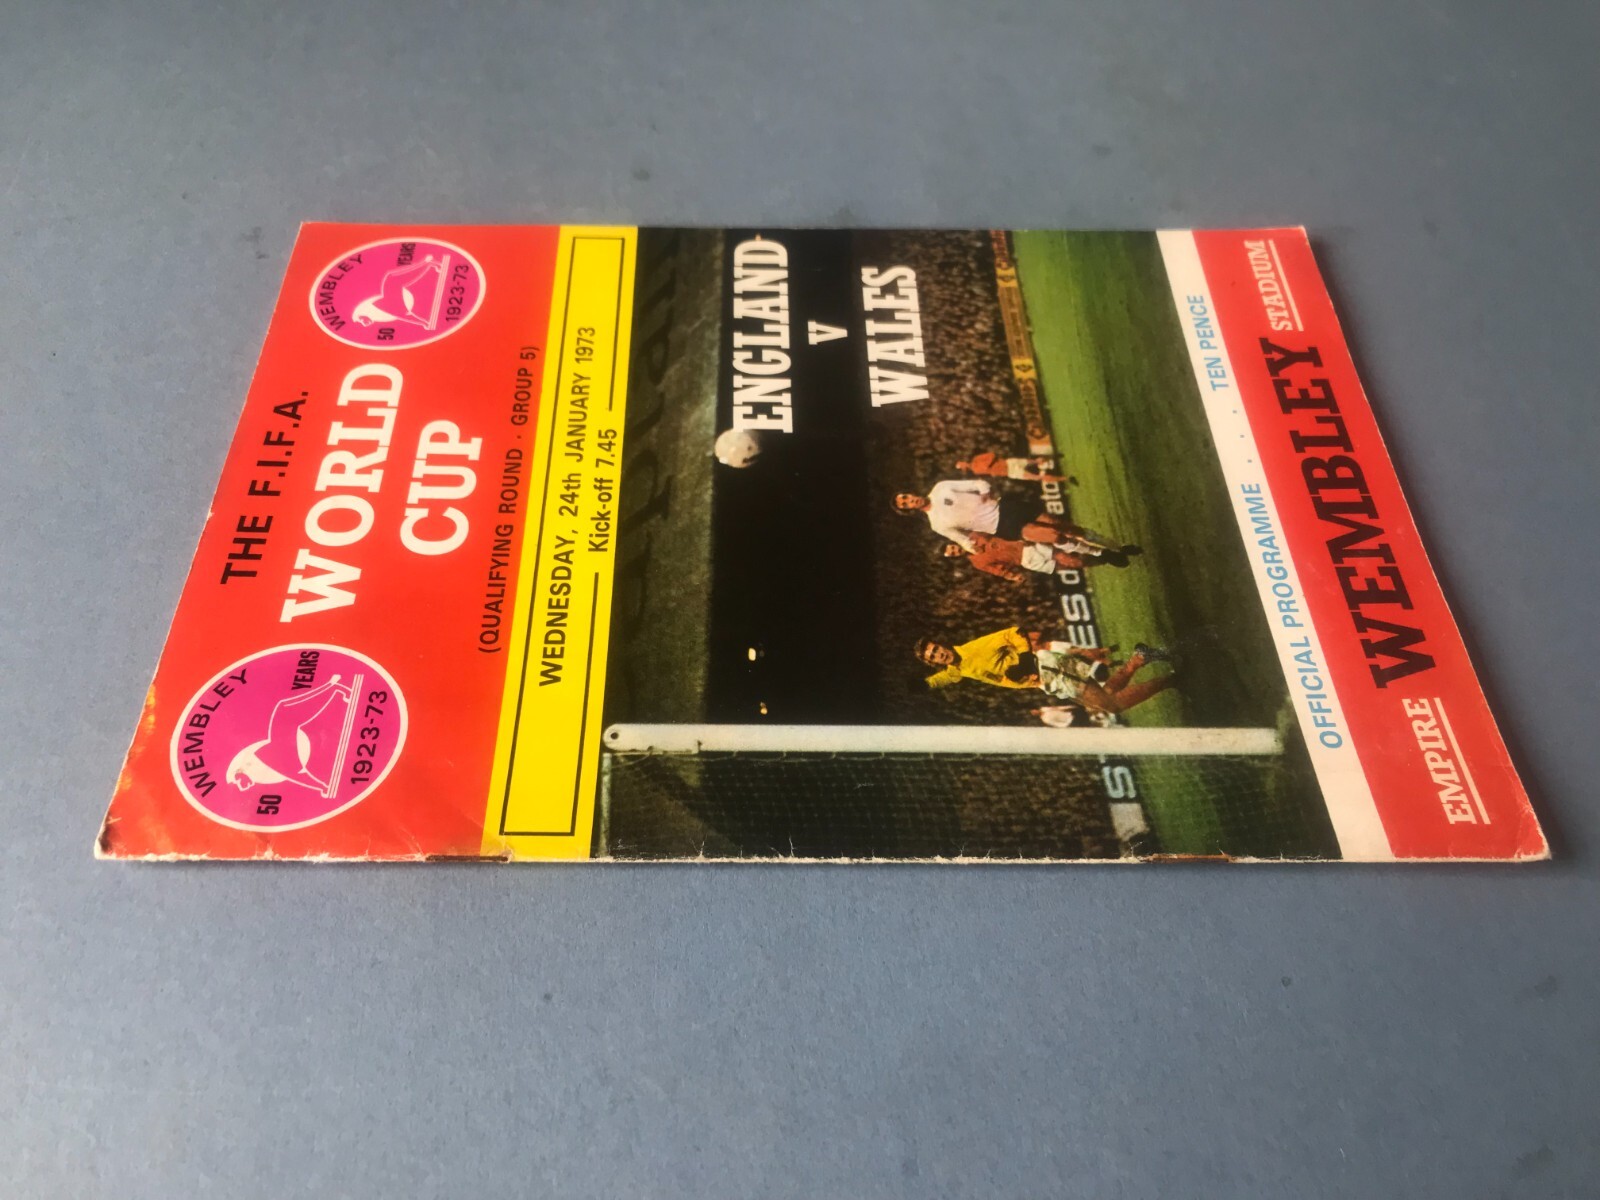 THE F.I.F.A.
WORLD
CUP
WEMBLEY
50 YEARS
1923-73
WEMBLEY
50 YEARS
1923-73
(QUALIFYING ROUND · GROUP 5)
WEDNESDAY, 24th JANUARY 1973
Kick-off 7.45
ENGLAND
V
WALES
OFFICIAL PROGRAMME . . . . TEN PENCE
EMPIRE WEMBLEY STADIUM